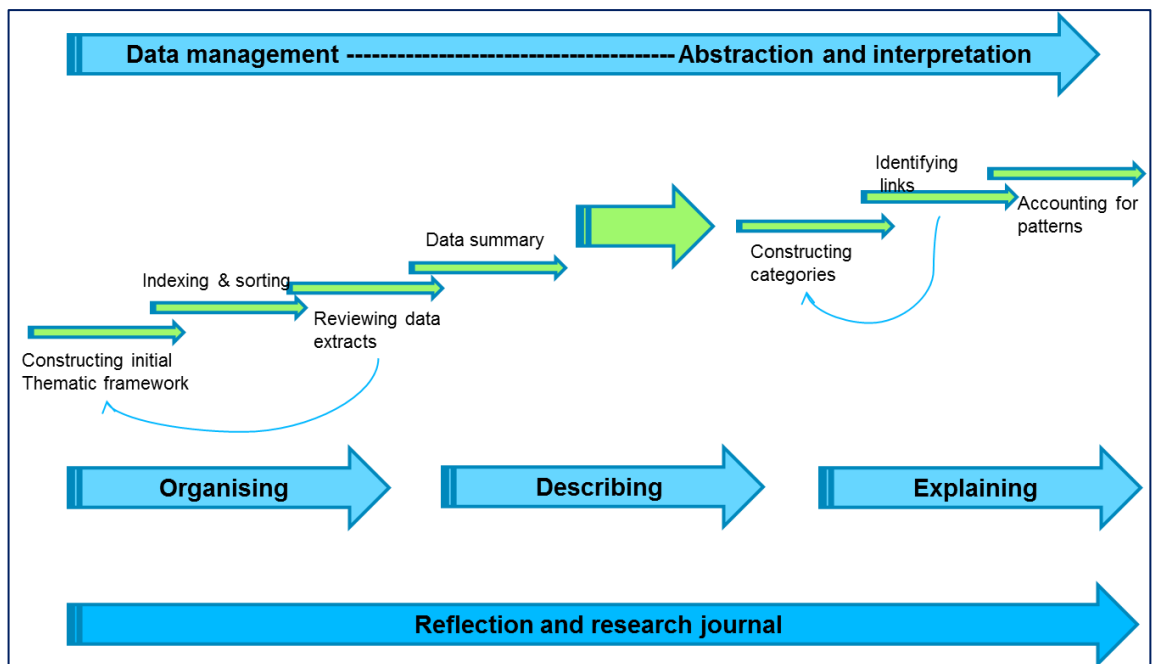 Data management ---------------------------------------Abstraction and interpretation
Identifying
links
Accounting for
patterns
Data summary
Constructing
categories
Indexing & sorting
Reviewing data
extracts
Constructing initial
Thematic framework
Organising
Describing
Explaining
Reflection and research journal